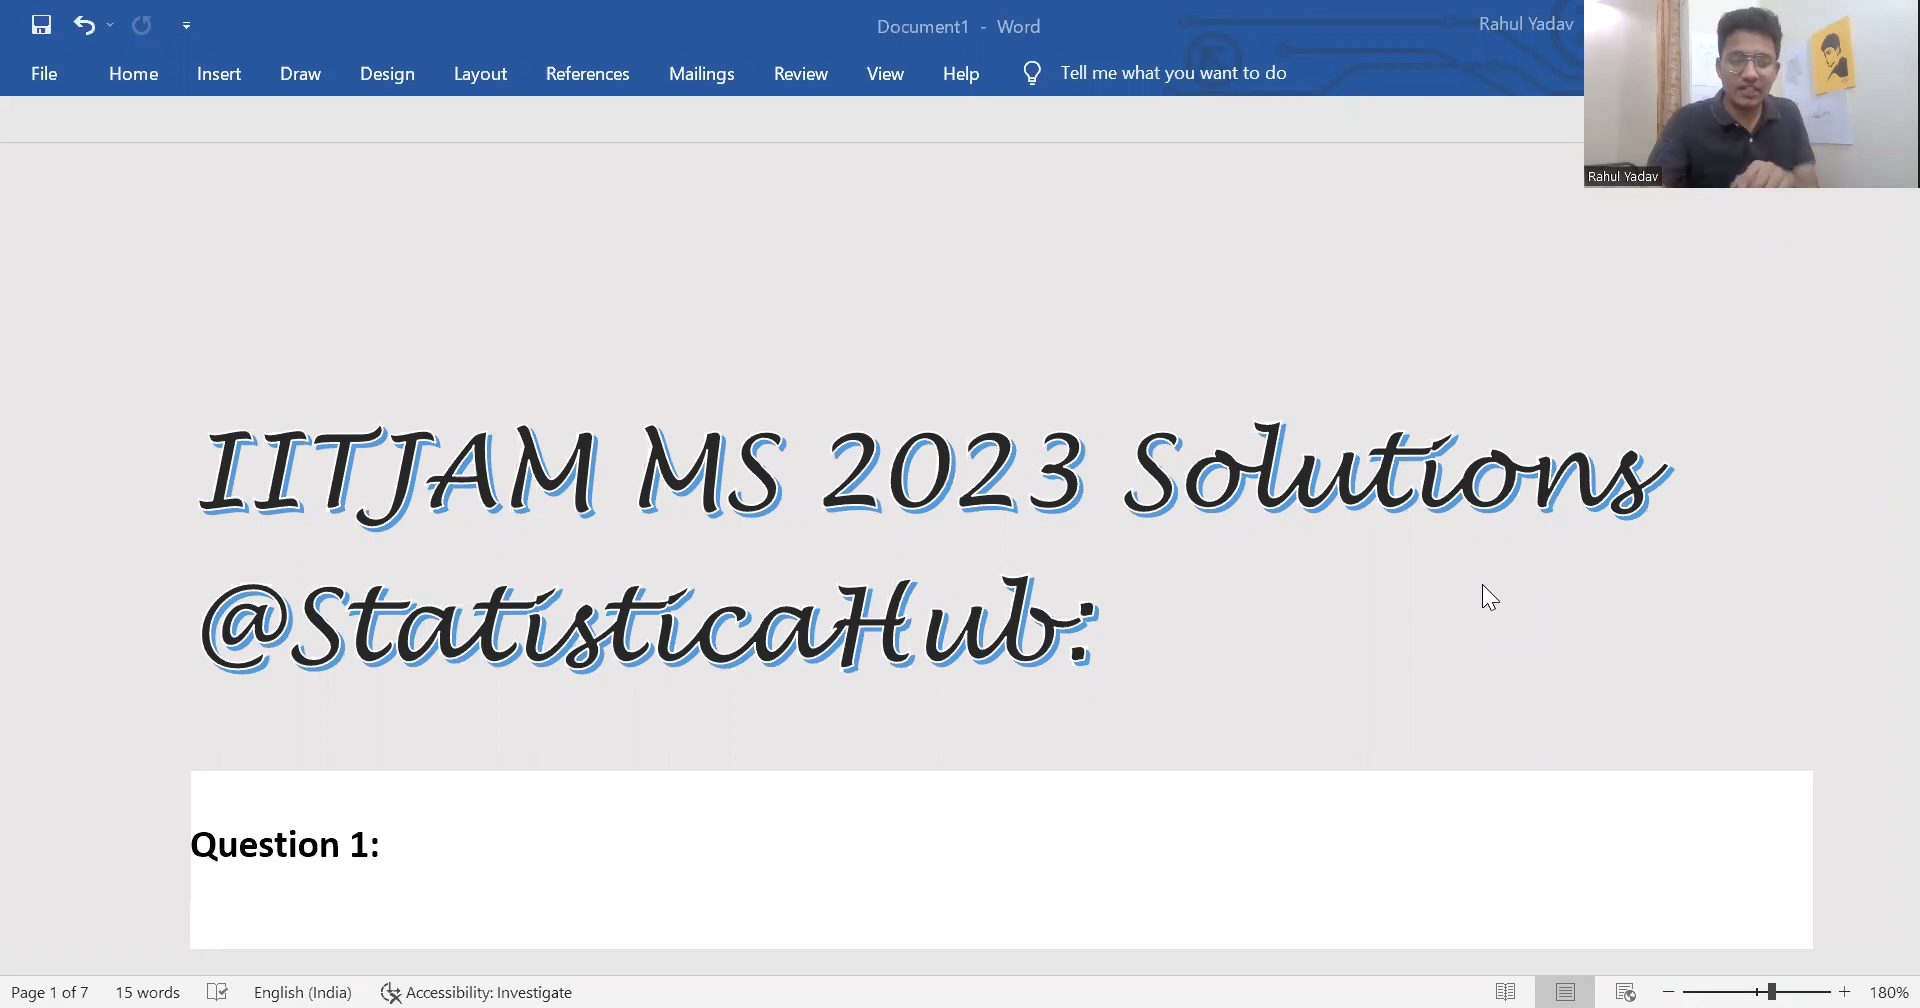 Document1 - Word
Rahul Yadav
File Home Insert Draw Design Layout References Mailings Review View Help Tell me what you want to do
Rahul Yadav
IITJAM MS 2023 Solutions
@StatisticaHub:
Question 1:
Page 1 of 7 15 words English (India) Accessibility: Investigate 180%